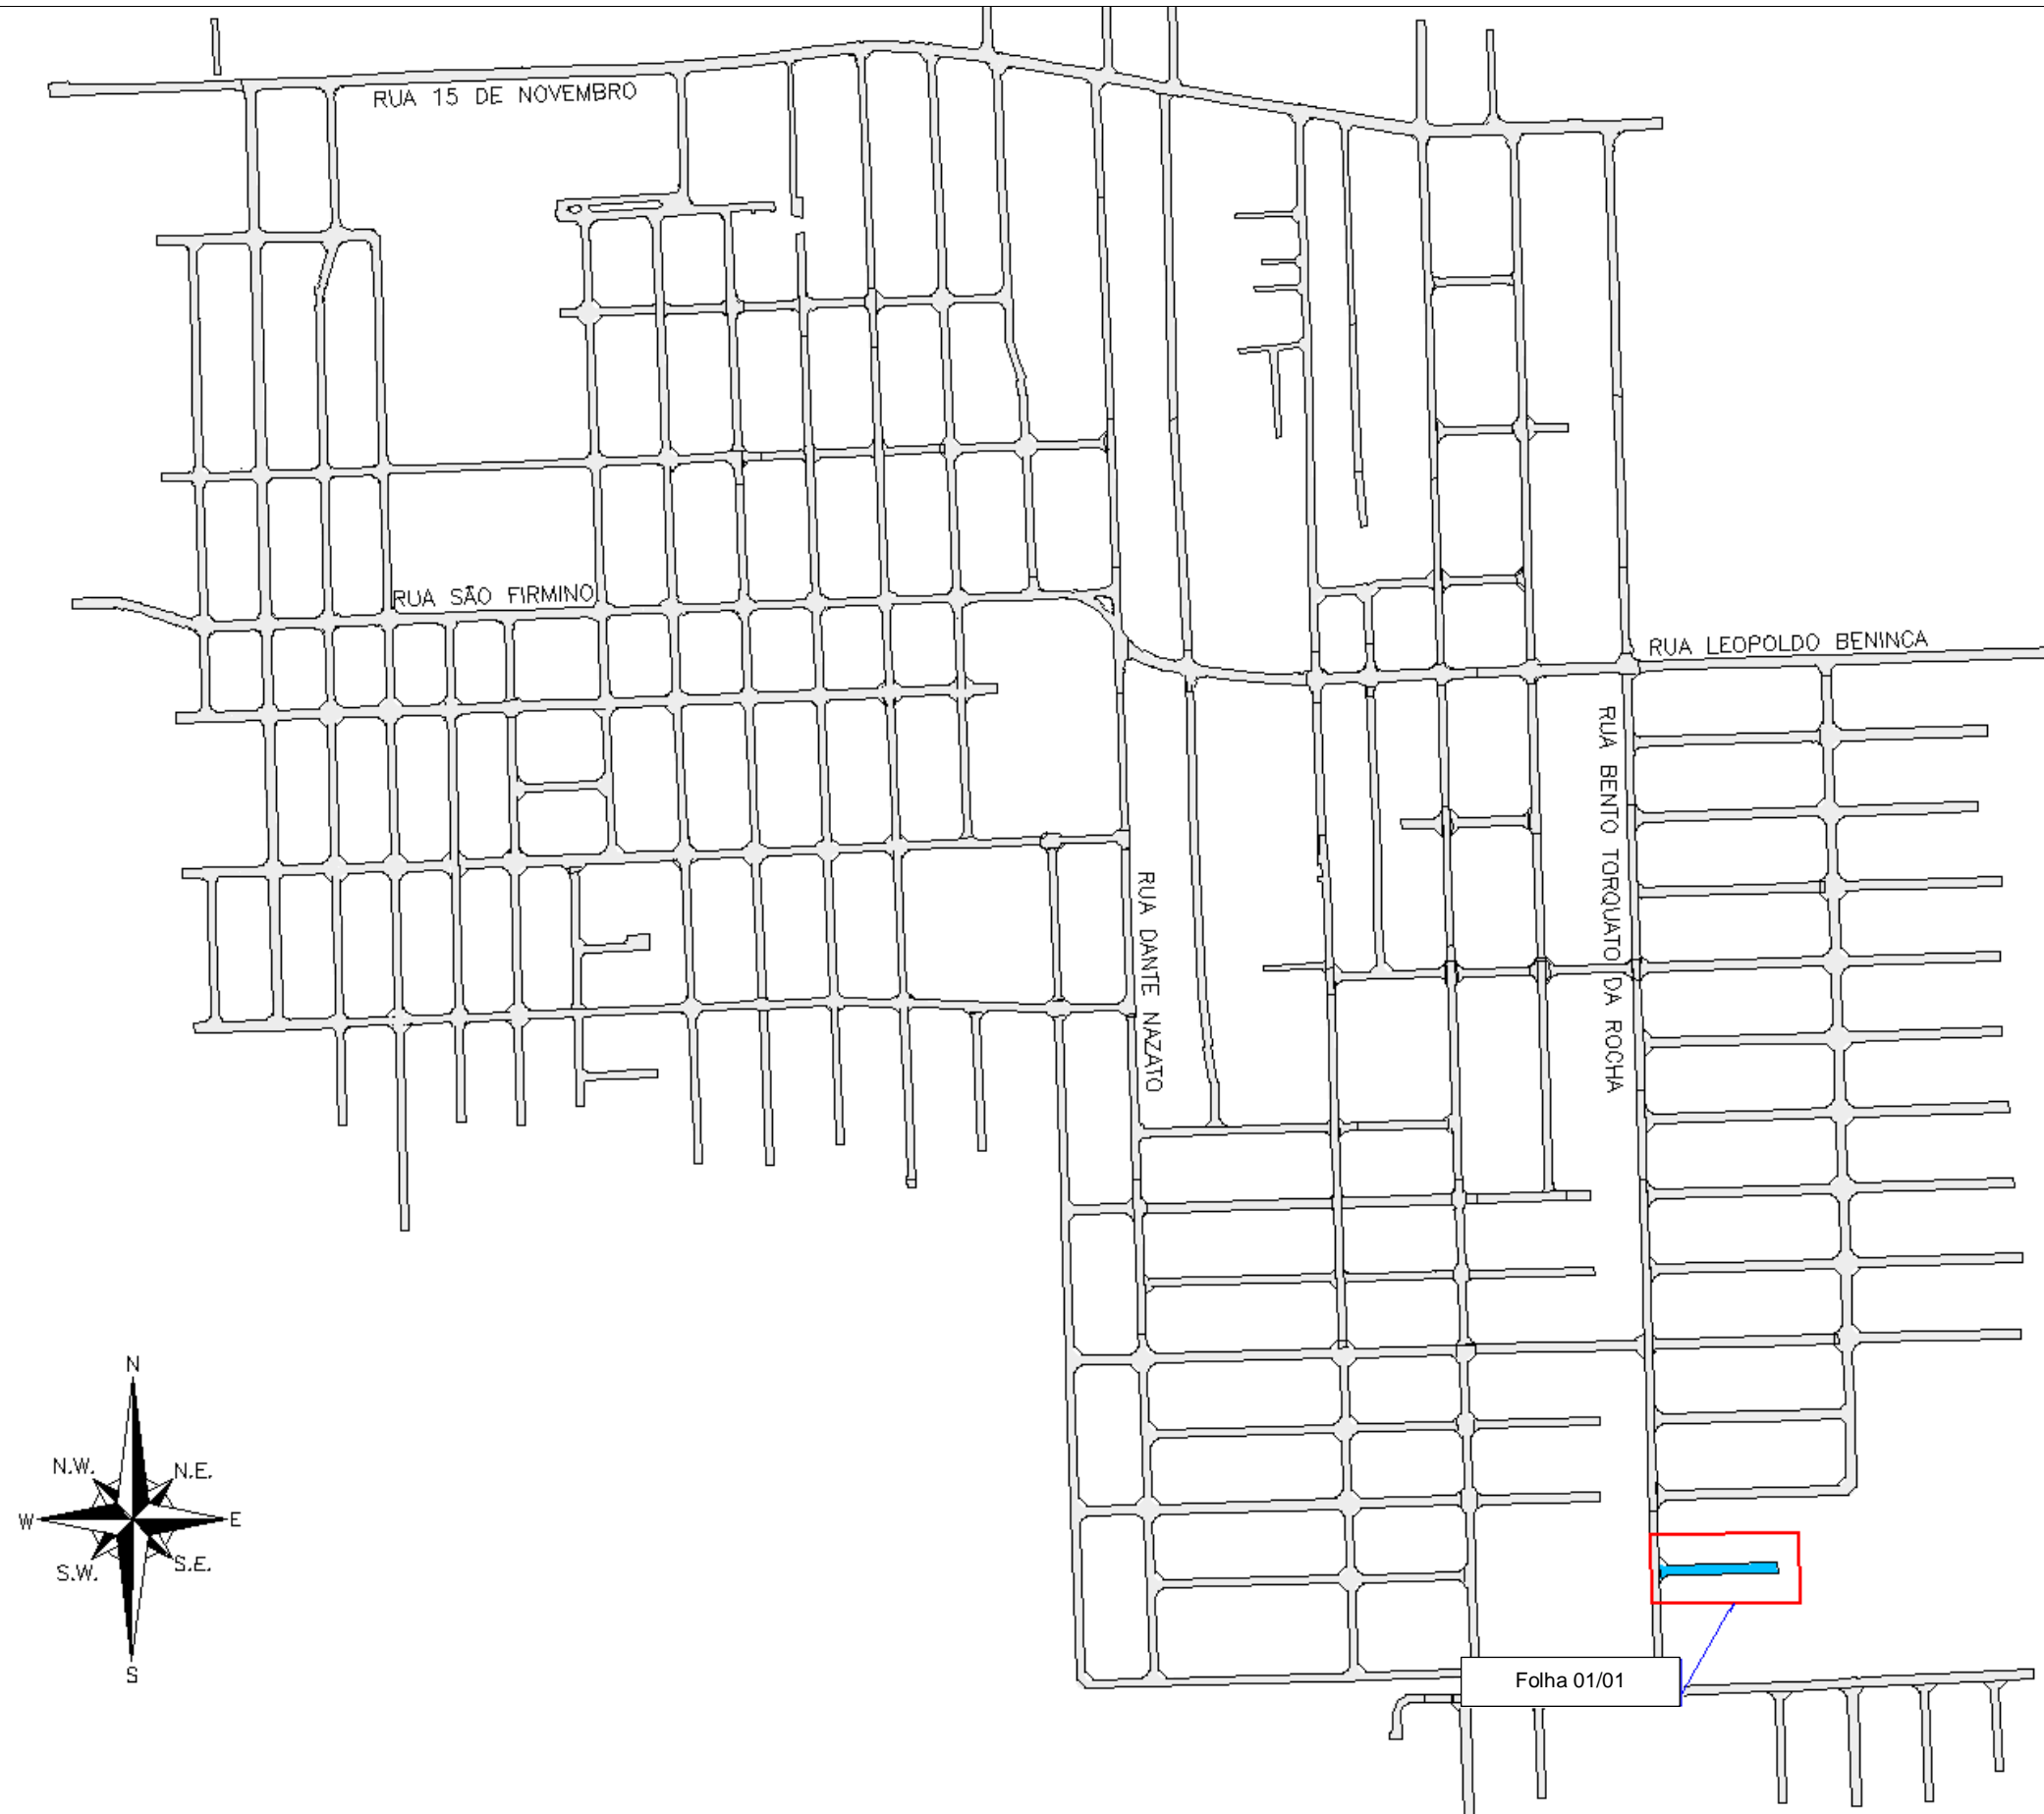 RUA 15 DE NOVEMBRO
RUA SÃO FIRMINO
RUA LEOPOLDO BENINCA
RUA BENTO TORQUATO DA ROCHA
RUA DANTE NAZATO
N
N.W.
N.E.
W
E
S.W.
S.E.
S
Folha 01/01